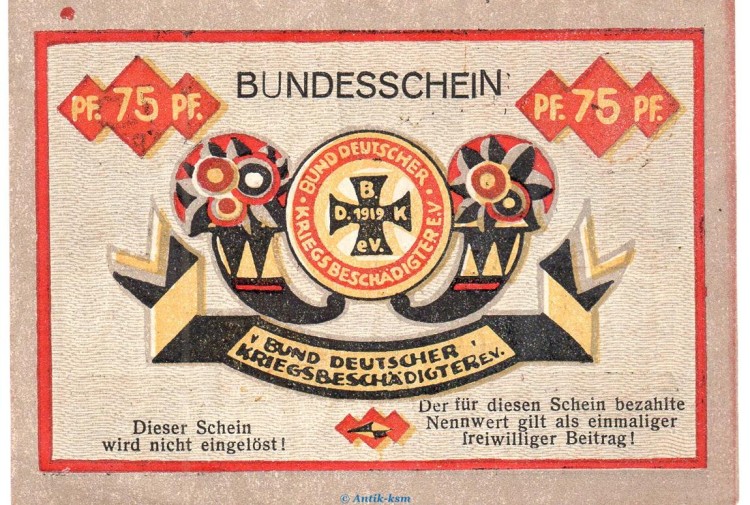 BUNDESSCHEIN
PF. 75 PF.
PF. 75 PF.
BUND DEUTSCHER
KRIEGSBESCHÄDIGTER E.V.
B.
D. 1919 K
e.V.
BUND DEUTSCHER
KRIEGSBESCHÄDIGTER E.V.
Dieser Schein
wird nicht eingelöst!
Der für diesen Schein bezahlte
Nennwert gilt als einmaliger
freiwilliger Beitrag!
© Antik-ksm